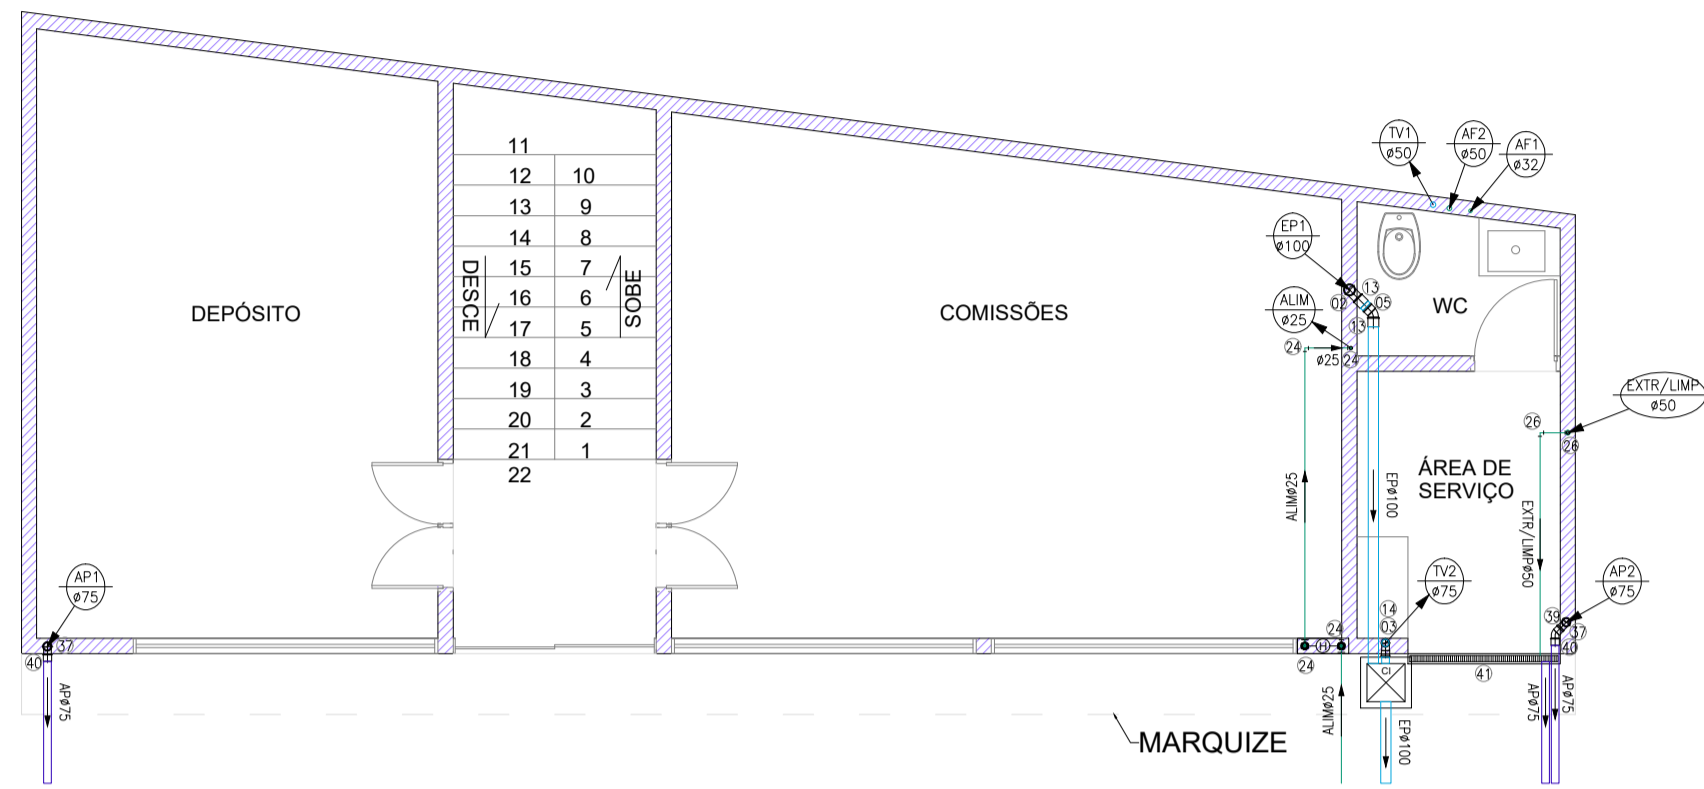 TV1
ø50
AF2
ø50
AF1
ø32
11
12
13
14
15
16
17
18
19
20
21
22
10
9
8
7
6
5
4
3
2
1
DESCE
SOBE
DEPÓSITO
COMISSÕES
EP1
ø100
02
13
05
13
WC
ALIM
ø25
24
ø25
24
ALIMø25
EPø100
EXTR/LIMP
ø50
26
26
ÁREA DE
SERVIÇO
EXTR/LIMPø50
AP1
ø75
37
40
APø75
TV2
ø75
14
03
AP2
ø75
39
37
40
24
H
24
CI
41
ALIMø25
EPø100
APø75
APø75
MARQUIZE